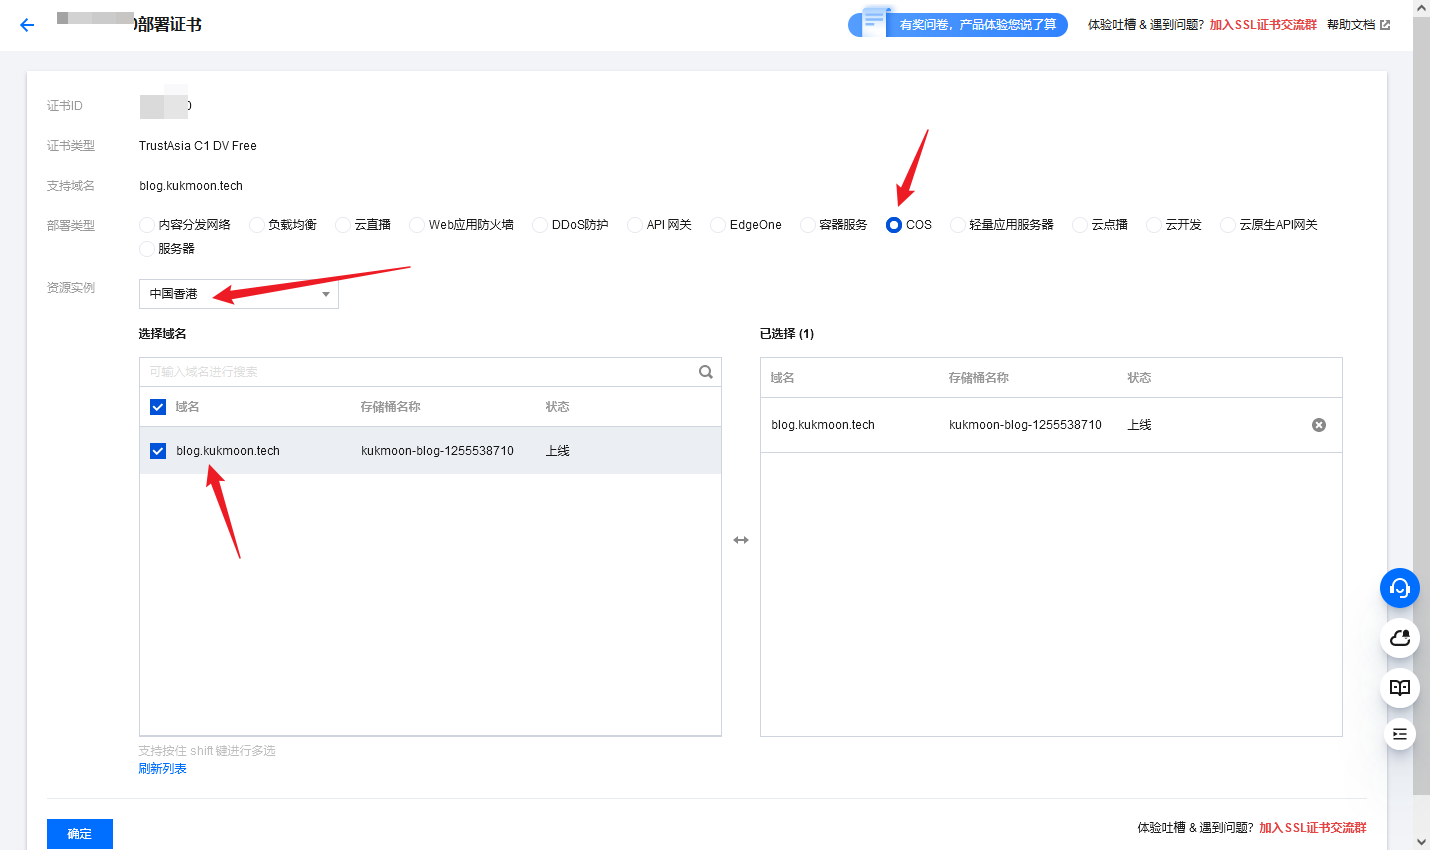 0部署证书
有奖问卷，产品体验您说了算
体验吐槽 & 遇到问题？加入SSL证书交流群
帮助文档
证书ID
0
证书类型
TrustAsia C1 DV Free
支持域名
blog.kukmoon.tech
部署类型
内容分发网络 负载均衡 云直播 Web应用防火墙 DDoS防护 API 网关 EdgeOne 容器服务 COS 轻量应用服务器 云点播 云开发 云原生API网关
服务器
资源实例
中国香港
选择域名
可输入域名进行搜索
域名 存储桶名称 状态
blog.kukmoon.tech kukmoon-blog-1255538710 上线
支持按住 shift 键进行多选
刷新列表
已选择 (1)
域名 存储桶名称 状态
blog.kukmoon.tech kukmoon-blog-1255538710 上线
确定
体验吐槽 & 遇到问题？加入SSL证书交流群